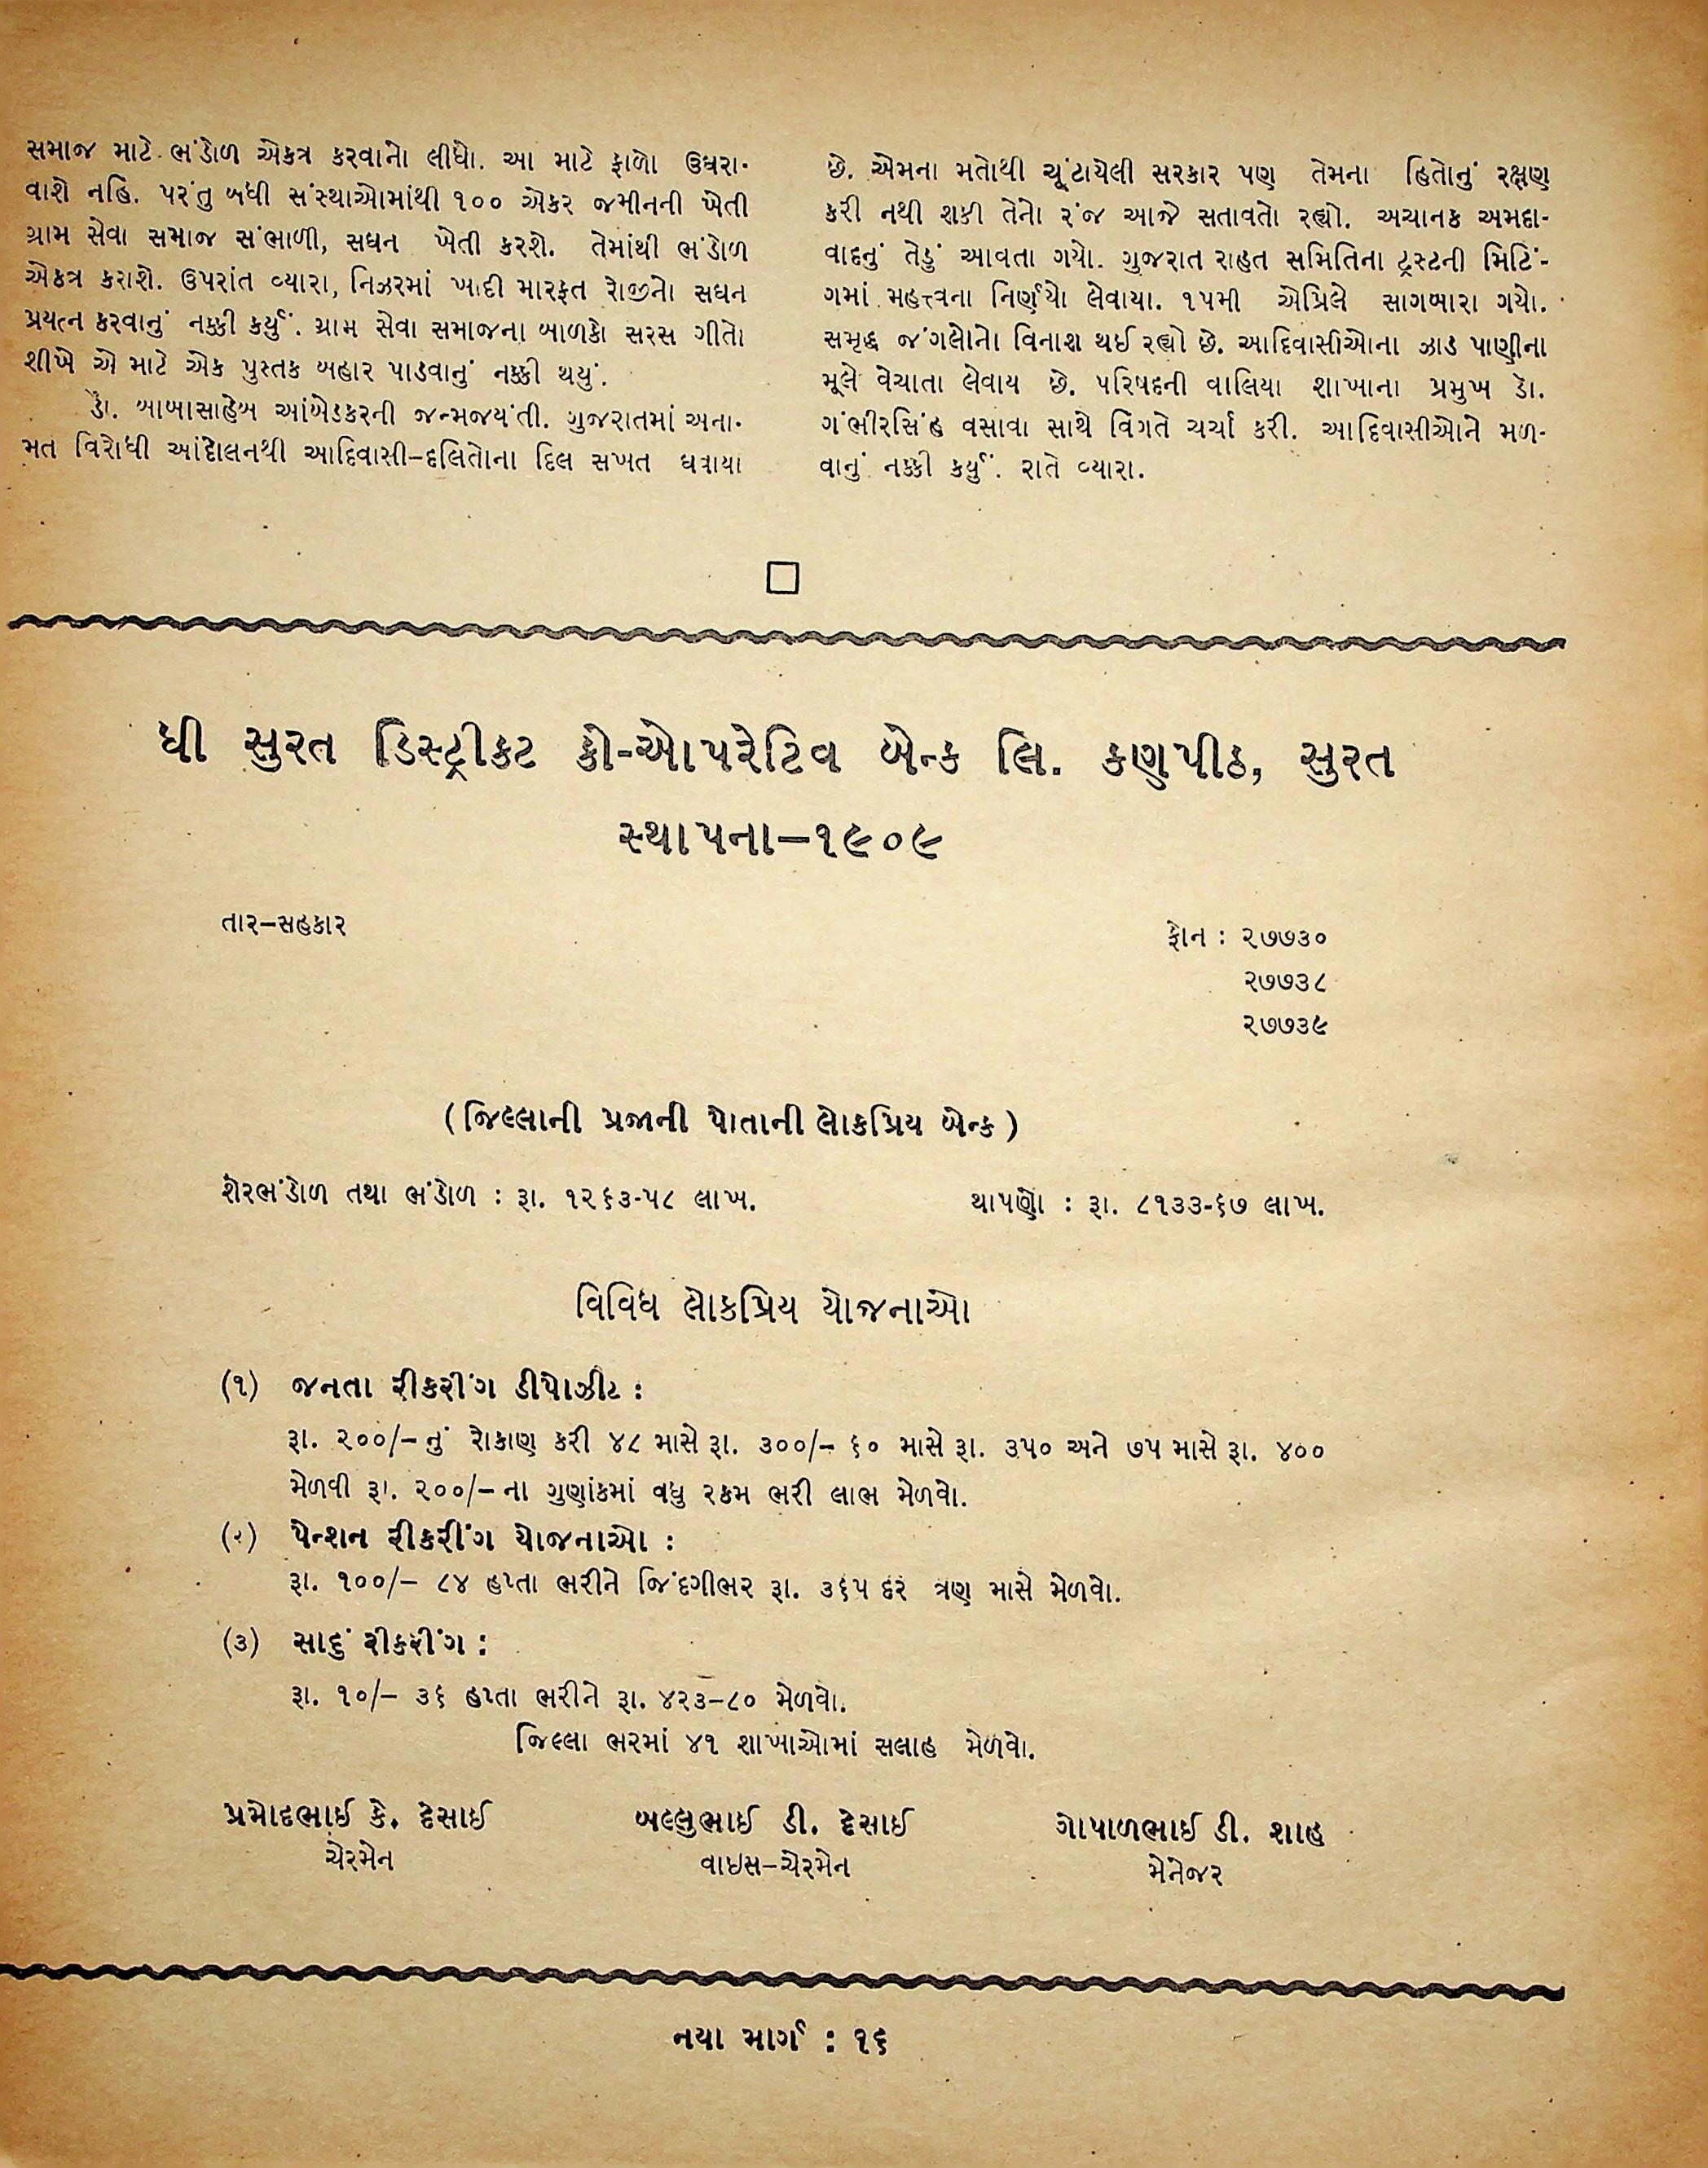 સમાજ માટે ભંડોળ એકત્ર કરવાનો લીધો. આ માટે ફાળો ઉઘરા-
વાશે નહિ. પરંતુ બધી સંસ્થાઓમાંથી ૧૦૦ એકર જમીનની ખેતી
ગ્રામ સેવા સમાજ સંભાળી, સઘન ખેતી કરશે. તેમાંથી ભંડોળ
એકત્ર કરાશે. ઉપરાંત વ્યારા, નિઝરમાં ખાદી મારફત રોજીનો સઘન
પ્રયત્ન કરવાનું નક્કી કર્યું. ગ્રામ સેવા સમાજના બાળકો સરસ ગીતો
શીખે એ માટે એક પુસ્તક બહાર પાડવાનું નક્કી થયું.
ડૉ. બાબાસાહેબ આંબેડકરની જન્મજયંતી. ગુજરાતમાં અના-
મત વિરોધી આંદોલનથી આદિવાસી–દલિતોના દિલ સખત ઘવાયા
છે. એમના મતોથી ચૂંટાયેલી સરકાર પણ તેમના હિતોનું રક્ષણ
કરી નથી શકી તેનો રંજ આજે સતાવતો રહ્યો. અચાનક અમદા-
વાદનું તેડું આવતા ગયો. ગુજરાત રાહત સમિતિના ટ્રસ્ટની મિટિં-
ગમાં મહત્ત્વના નિર્ણયો લેવાયા. ૧૫મી એપ્રિલે સાગબારા ગયો.
સમૃદ્ધ જંગલોનો વિનાશ થઈ રહ્યો છે. આદિવાસીઓના ઝાડ પાણીના
મૂલે વેચાતા લેવાય છે. પરિષદની વાલિયા શાખાના પ્રમુખ ડૉ.
ગંભીરસિંહ વસાવા સાથે વિગતે ચર્ચા કરી. આદિવાસીઓને મળ-
વાનું નક્કી કર્યું. રાતે વ્યારા.
ધી સુરત ડિસ્ટ્રીકટ કો-ઓપરેટિવ બેન્ક લિ. કણપીઠ, સુરત
સ્થાપના–૧૯૦૯
તાર–સહકાર
ફોન : ૨૭૭૩૦
૨૭૭૩૮
૨૭૭૩૯
(જિલ્લાની પ્રજાની પોતાની લોકપ્રિય બેન્ક)
શેરભંડોળ તથા ભંડોળ : રૂા. ૧૨૬૩-૫૮ લાખ. થાપણો : રૂા. ૮૧૩૩-૬૭ લાખ.
વિવિધ લોકપ્રિય યોજનાઓ
(૧) જનતા રીકરીંગ ડીપોઝીટ :
રૂા. ૨૦૦/– નું રોકાણ કરી ૪૮ માસે રૂા. ૩૦૦/– ૬૦ માસે રૂા. ૩૫૦ અને ૭૫ માસે રૂા. ૪૦૦
મેળવી રૂા. ૨૦૦/– ના ગુણાંકમાં વધુ રકમ ભરી લાભ મેળવો.
(૨) પેન્શન રીકરીંગ યોજનાઓ :
રૂા. ૧૦૦/– ૮૪ હપ્તા ભરીને જિંદગીભર રૂા. ૩૬૫ દર ત્રણ માસે મેળવો.
(૩) સાદું રીકરીંગ :
રૂા. ૧૦/– ૩૬ હપ્તા ભરીને રૂા. ૪૨૩–૮૦ મેળવો.
જિલ્લા ભરમાં ૪૧ શાખાઓમાં સલાહ મેળવો.
પ્રમોદભાઈ કે. દેસાઈ બલ્લુભાઈ ડી. દેસાઈ ગોપાળભાઈ ડી. શાહ
ચેરમેન વાઇસ–ચેરમેન મેનેજર
નયા માર્ગ : ૧૬